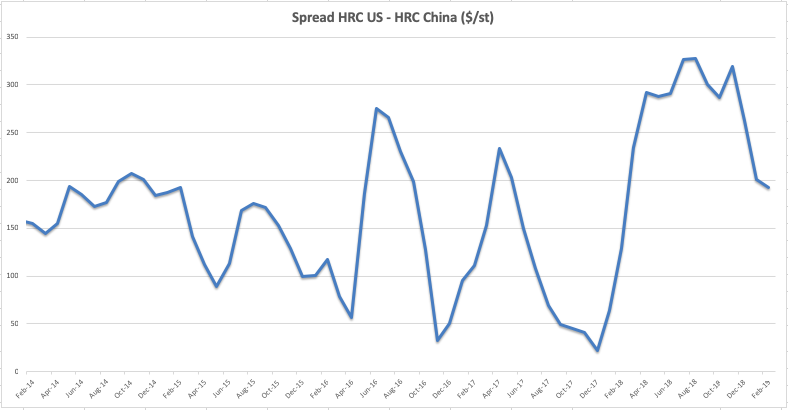 Spread HRC US - HRC China ($/st)
350
300
250
200
150
100
50
0
Feb-14
Apr-14
Jun-14
Aug-14
Oct-14
Dec-14
Feb-15
Apr-15
Jun-15
Aug-15
Oct-15
Dec-15
Feb-16
Apr-16
Jun-16
Aug-16
Oct-16
Dec-16
Feb-17
Apr-17
Jun-17
Aug-17
Oct-17
Dec-17
Feb-18
Apr-18
Jun-18
Aug-18
Oct-19
Dec-18
Feb-19